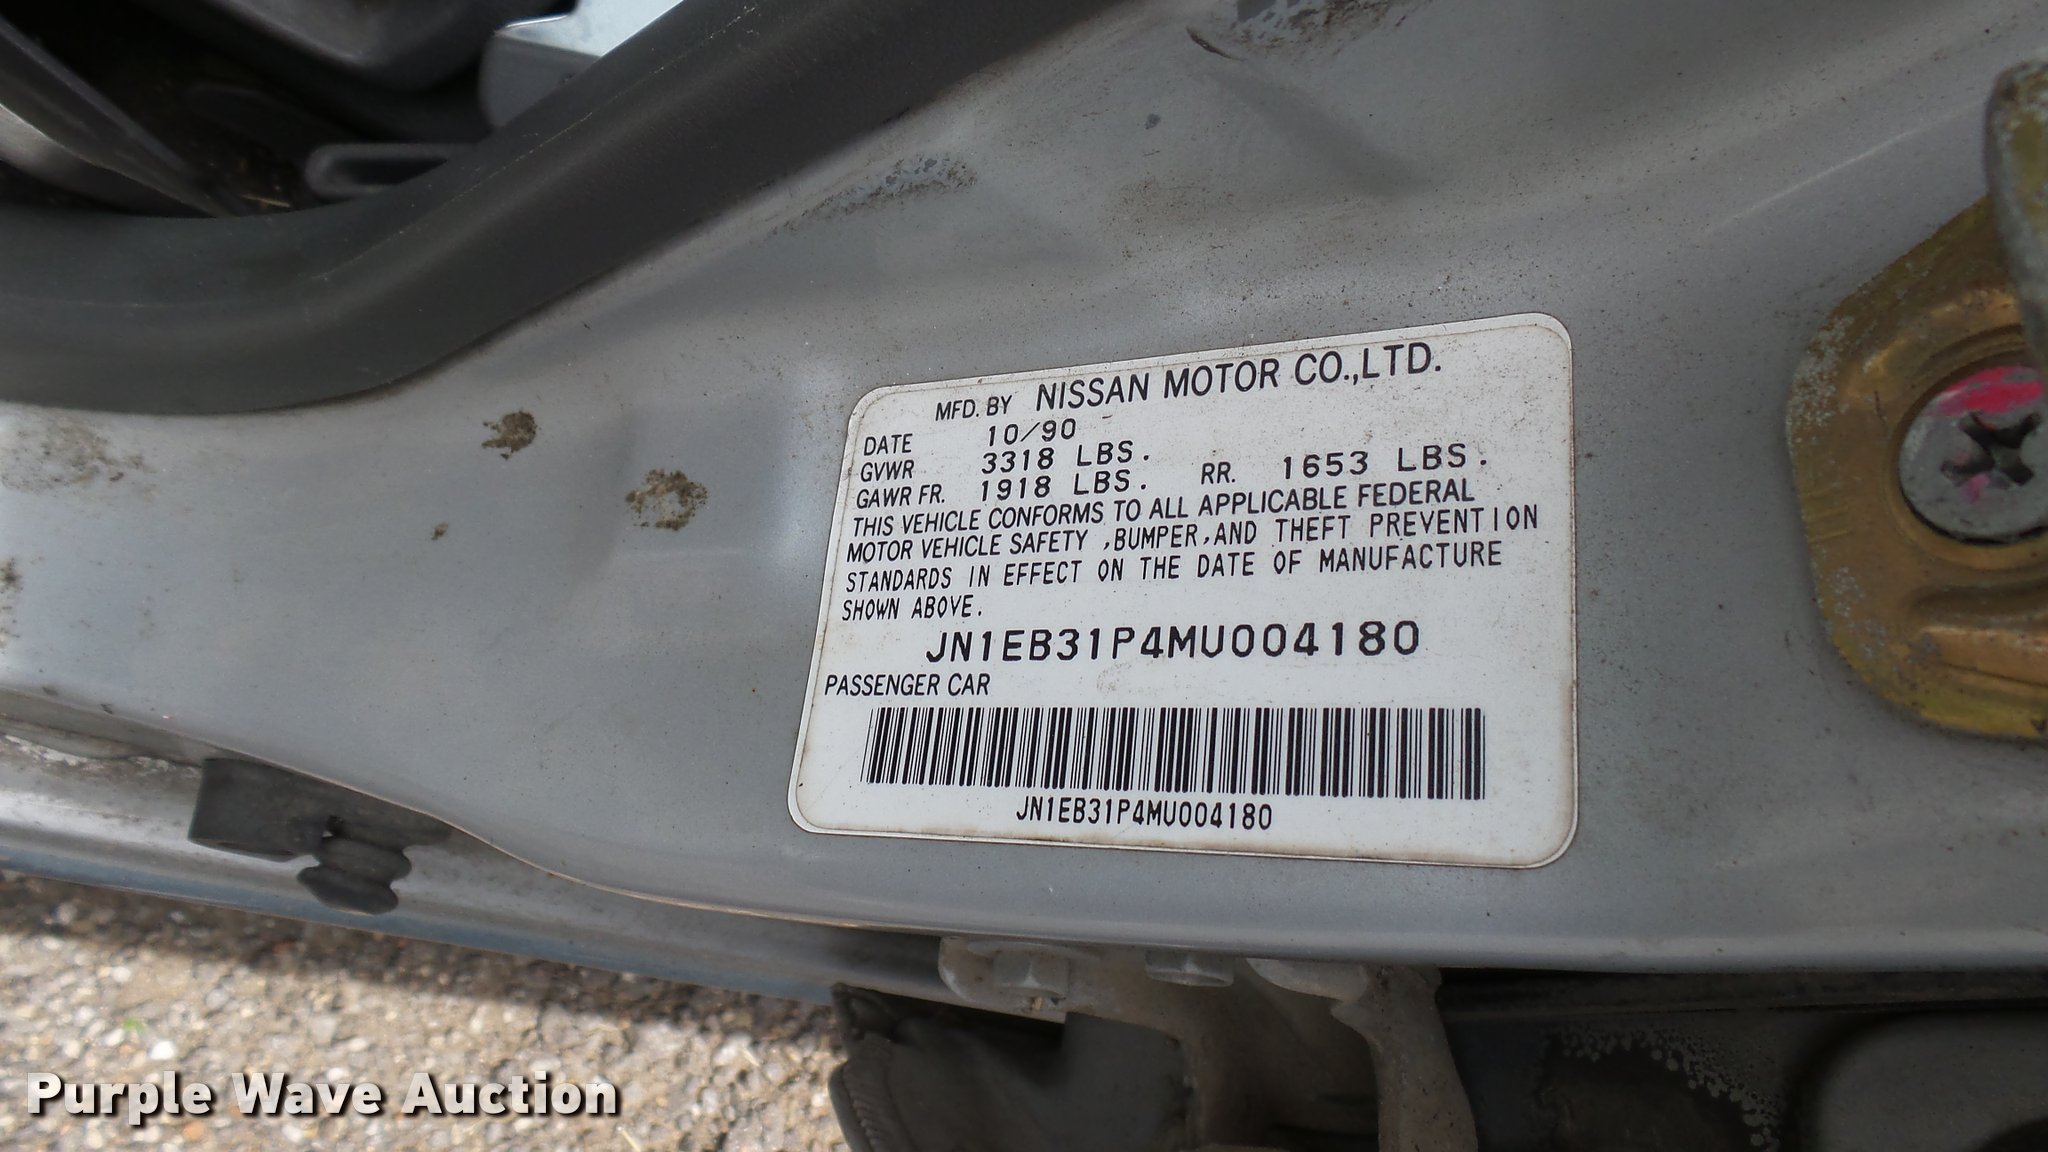 MFD. BY NISSAN MOTOR CO.,LTD.
DATE 10/90
GVWR 3318 LBS.
GAWR FR. 1918 LBS. RR. 1653 LBS.
THIS VEHICLE CONFORMS TO ALL APPLICABLE FEDERAL
MOTOR VEHICLE SAFETY ,BUMPER,AND THEFT PREVENTION
STANDARDS IN EFFECT ON THE DATE OF MANUFACTURE
SHOWN ABOVE.
JN1EB31P4MU004180
PASSENGER CAR
JN1EB31P4MU004180
Purple Wave Auction